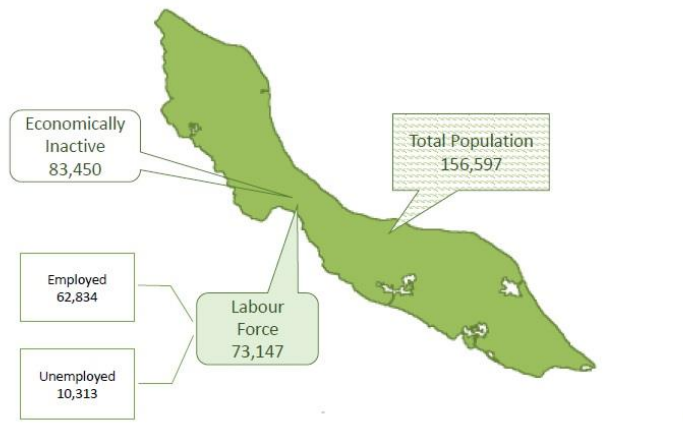 Economically
Inactive
83,450
Total Population
156,597
Employed
62,834
Labour
Force
73,147
Unemployed
10,313